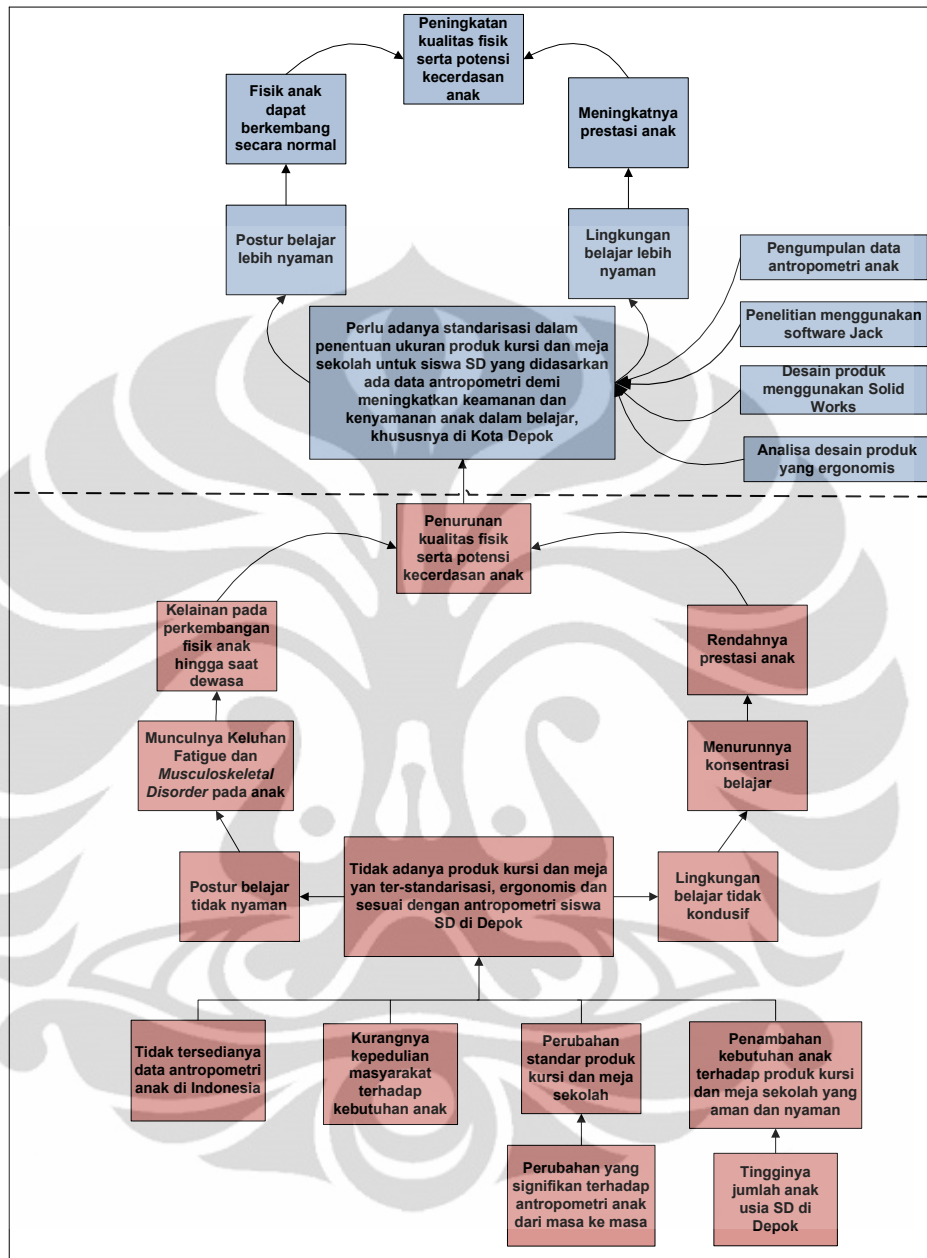 Peningkatan
kualitas fisik
serta potensi
kecerdasan
anak
Fisik anak
dapat
berkembang
secara normal
Meningkatnya
prestasi anak
Postur belajar
lebih nyaman
Lingkungan
belajar lebih
nyaman
Pengumpulan data
antropometri anak
Penelitian menggunakan
software Jack
Desain produk
menggunakan Solid
Works
Analisa desain produk
yang ergonomis
Perlu adanya standarisasi dalam
penentuan ukuran produk kursi dan meja
sekolah untuk siswa SD yang didasarkan
ada data antropometri demi
meningkatkan keamanan dan
kenyamanan anak dalam belajar,
khususnya di Kota Depok
Penurunan
kualitas fisik
serta potensi
kecerdasan anak
Kelainan pada
perkembangan
fisik anak
hingga saat
dewasa
Rendahnya
prestasi anak
Munculnya Keluhan
Fatigue dan
Musculoskeletal
Disorder pada anak
Menurunnya
konsentrasi
belajar
Postur belajar
tidak nyaman
Tidak adanya produk kursi dan meja
yan ter-standarisasi, ergonomis dan
sesuai dengan antropometri siswa
SD di Depok
Lingkungan
belajar tidak
kondusif
Tidak tersedianya
data antropometri
anak di Indonesia
Kurangnya
kepedulian
masyarakat
terhadap
kebutuhan anak
Perubahan
standar produk
kursi dan meja
sekolah
Penambahan
kebutuhan anak
terhadap produk kursi
dan meja sekolah yang
aman dan nyaman
Perubahan yang
signifikan terhadap
antropometri anak
dari masa ke masa
Tingginya
jumlah anak
usia SD di
Depok